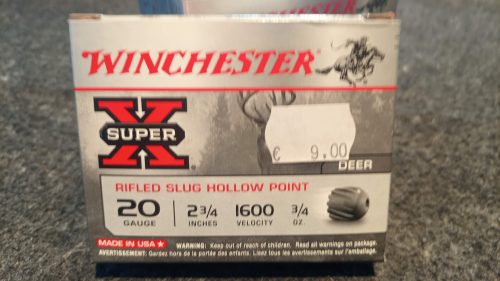 WINCHESTER
SUPER X
€ 9.00
DEER
RIFLED SLUG HOLLOW POINT
20 2 3/4 1600 3/4
GAUGE INCHES VELOCITY OZ.
MADE IN USA ★ WARNING: Keep out of reach of children. Read all warnings on package.
AVERTISSEMENT: Gardez hors de la portée des enfants. Lisez tous les avertissements sur l'emballage.